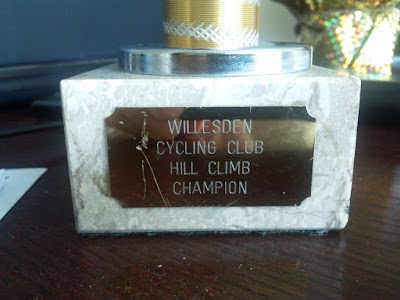 WILLESDEN
CYCLING CLUB
HILL CLIMB
CHAMPION